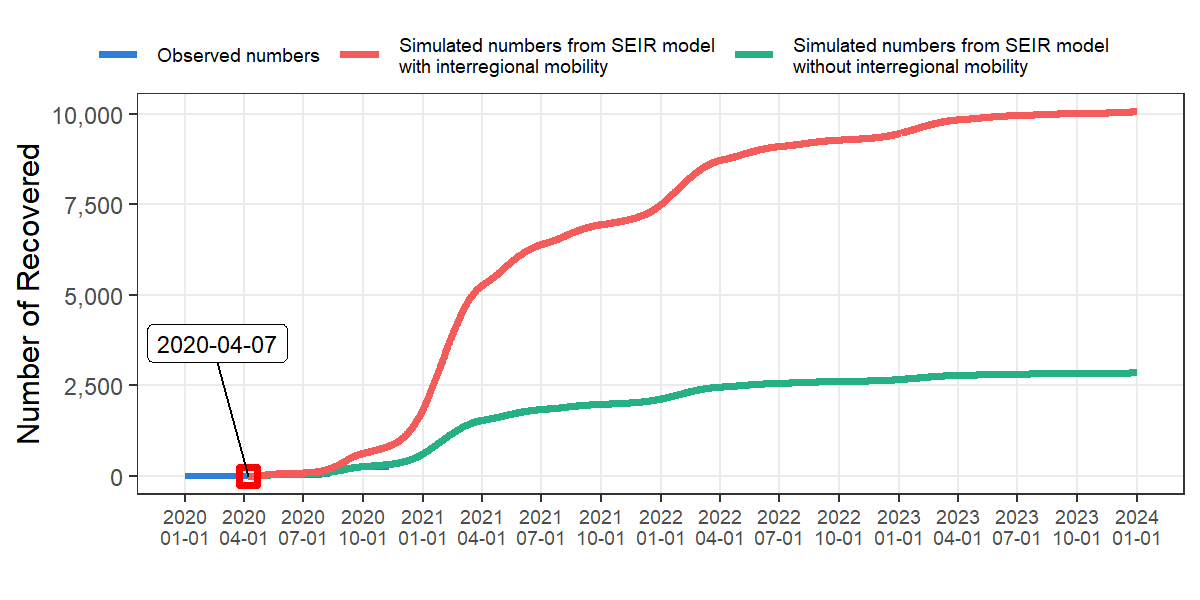 Observed numbers
Simulated numbers from SEIR model
with interregional mobility
Simulated numbers from SEIR model
without interregional mobility
Number of Recovered
10,000
7,500
5,000
2,500
0
2020-04-07
2020 2020 2020 2020 2021 2021 2021 2021 2022 2022 2022 2022 2023 2023 2023 2023 2024
01-01 04-01 07-01 10-01 01-01 04-01 07-01 10-01 01-01 04-01 07-01 10-01 01-01 04-01 07-01 10-01 01-01